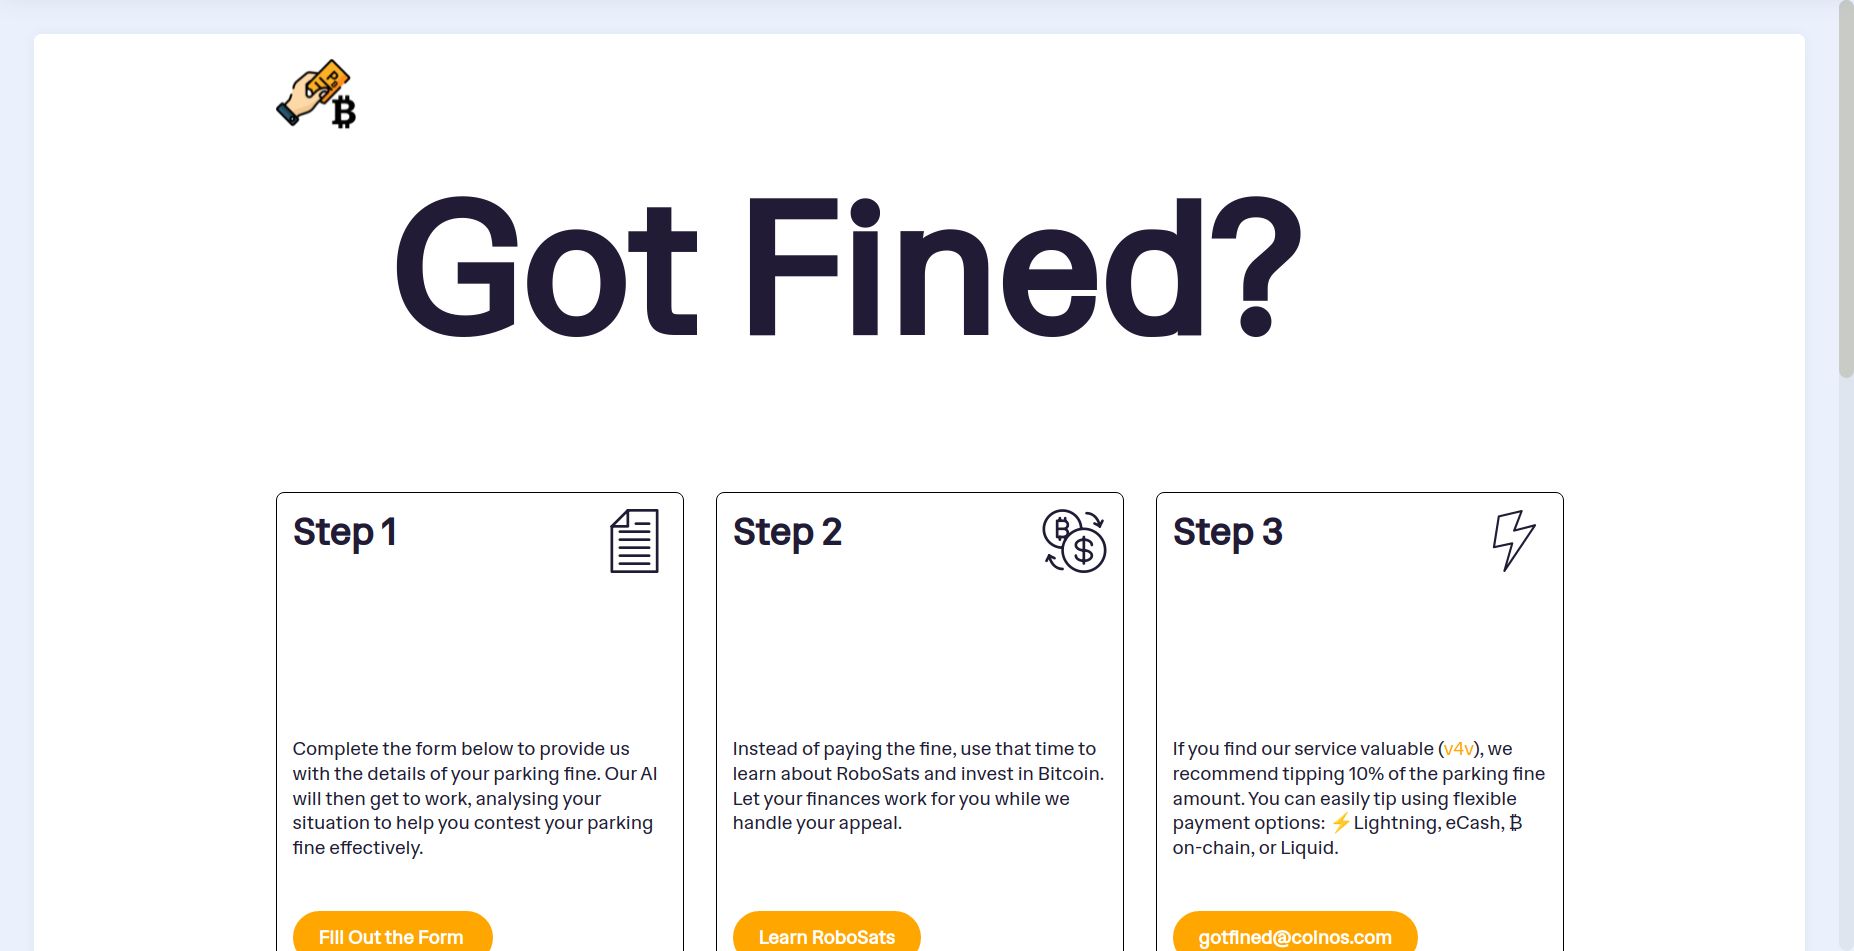 Got Fined?
Step 1
Complete the form below to provide us
with the details of your parking fine. Our AI
will then get to work, analysing your
situation to help you contest your parking
fine effectively.
Fill Out the Form
Step 2
Instead of paying the fine, use that time to
learn about RoboSats and invest in Bitcoin.
Let your finances work for you while we
handle your appeal.
Learn RoboSats
Step 3
If you find our service valuable (v4v), we
recommend tipping 10% of the parking fine
amount. You can easily tip using flexible
payment options: ⚡Lightning, eCash, ₿
on-chain, or Liquid.
gotfined@coinos.com